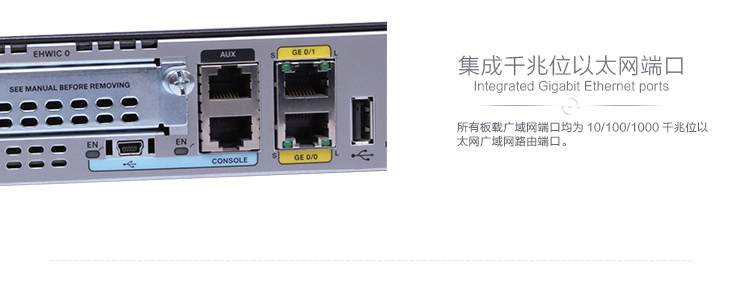 EHWIC 0
AUX
S GE 0/1 L
SEE MANUAL BEFORE REMOVING
EN
EN
CONSOLE
S GE 0/0 L
集成千兆位以太网端口
Integrated Gigabit Ethernet ports
所有板载广域网端口均为 10/100/1000 千兆位以
太网广域网路由端口。